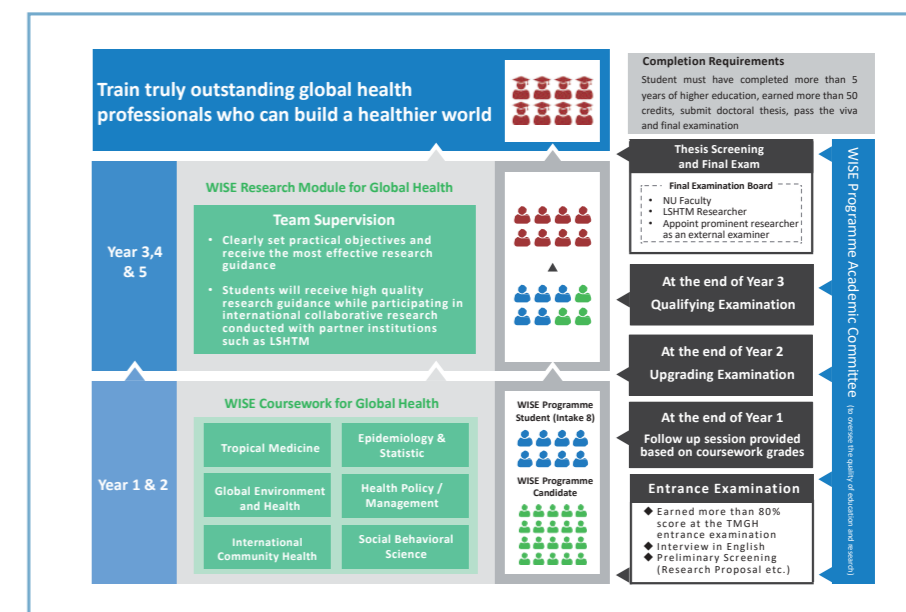 Train truly outstanding global health
professionals who can build a healthier world
Completion Requirements
Student must have completed more than 5
years of higher education, earned more than 50
credits, submit doctoral thesis, pass the viva
and final examination
Year 3,4
& 5
WISE Research Module for Global Health
Team Supervision
• Clearly set practical objectives and
receive the most effective research
guidance
• Students will receive high quality
research guidance while participating in
international collaborative research
conducted with partner institutions
such as LSHTM
Thesis Screening
and Final Exam
Final Examination Board
• NU Faculty
• LSHTM Researcher
• Appoint prominent researcher
as an external examiner
At the end of Year 3
Qualifying Examination
At the end of Year 2
Upgrading Examination
Year 1 & 2
WISE Coursework for Global Health
Tropical Medicine
Epidemiology &
Statistic
Global Environment
and Health
Health Policy /
Management
International
Community Health
Social Behavioral
Science
WISE Programme
Student (Intake 8)
WISE Programme
Candidate
At the end of Year 1
Follow up session provided
based on coursework grades
Entrance Examination
◆ Earned more than 80%
score at the TMGH
entrance examination
◆ Interview in English
◆ Preliminary Screening
(Research Proposal etc.)
WISE Programme Academic Committee (to oversee the quality of education and research)